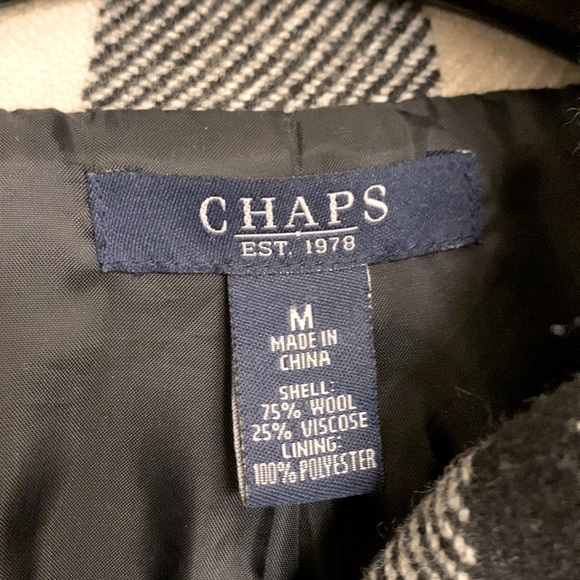 CHAPS
EST. 1978
M
MADE IN
CHINA
SHELL:
75% WOOL
25% VISCOSE
LINING:
100% POLYESTER